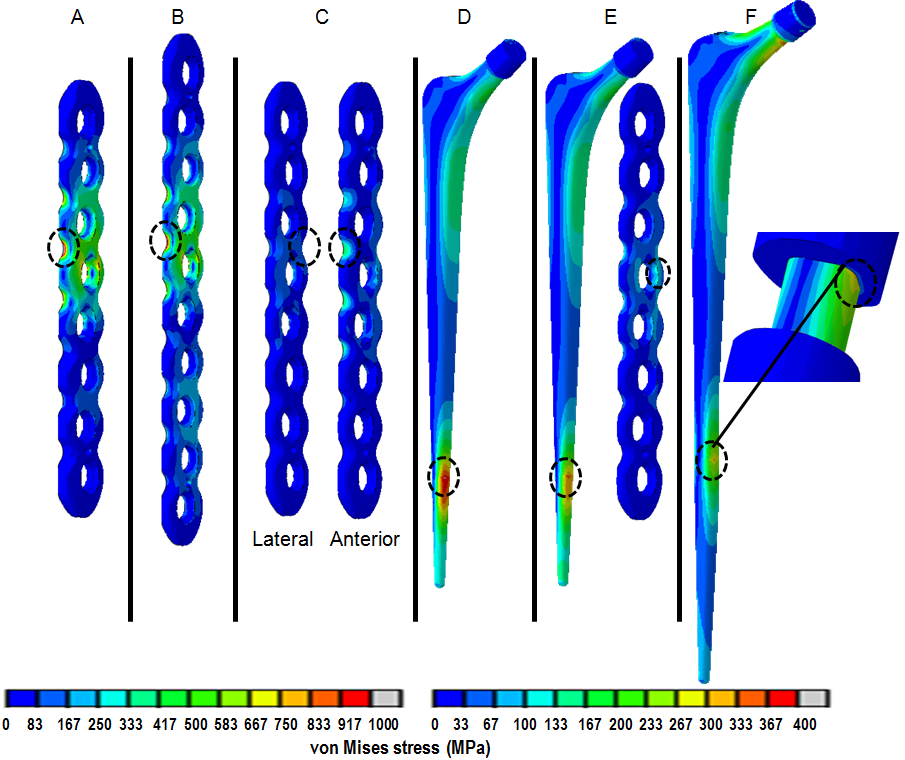 A B C D E F
Lateral Anterior
0 83 167 250 333 417 500 583 667 750 833 917 1000
0 33 67 100 133 167 200 233 267 300 333 367 400
von Mises stress (MPa)